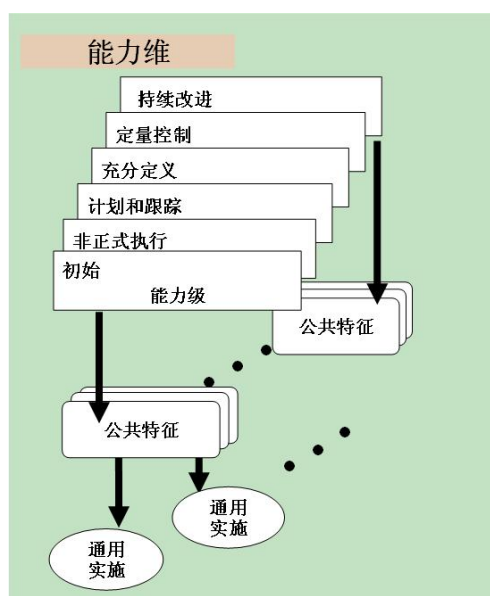 能力维
持续改进
定量控制
充分定义
计划和跟踪
非正式执行
初始
能力级
公共特征
公共特征
通用
实施
通用
实施